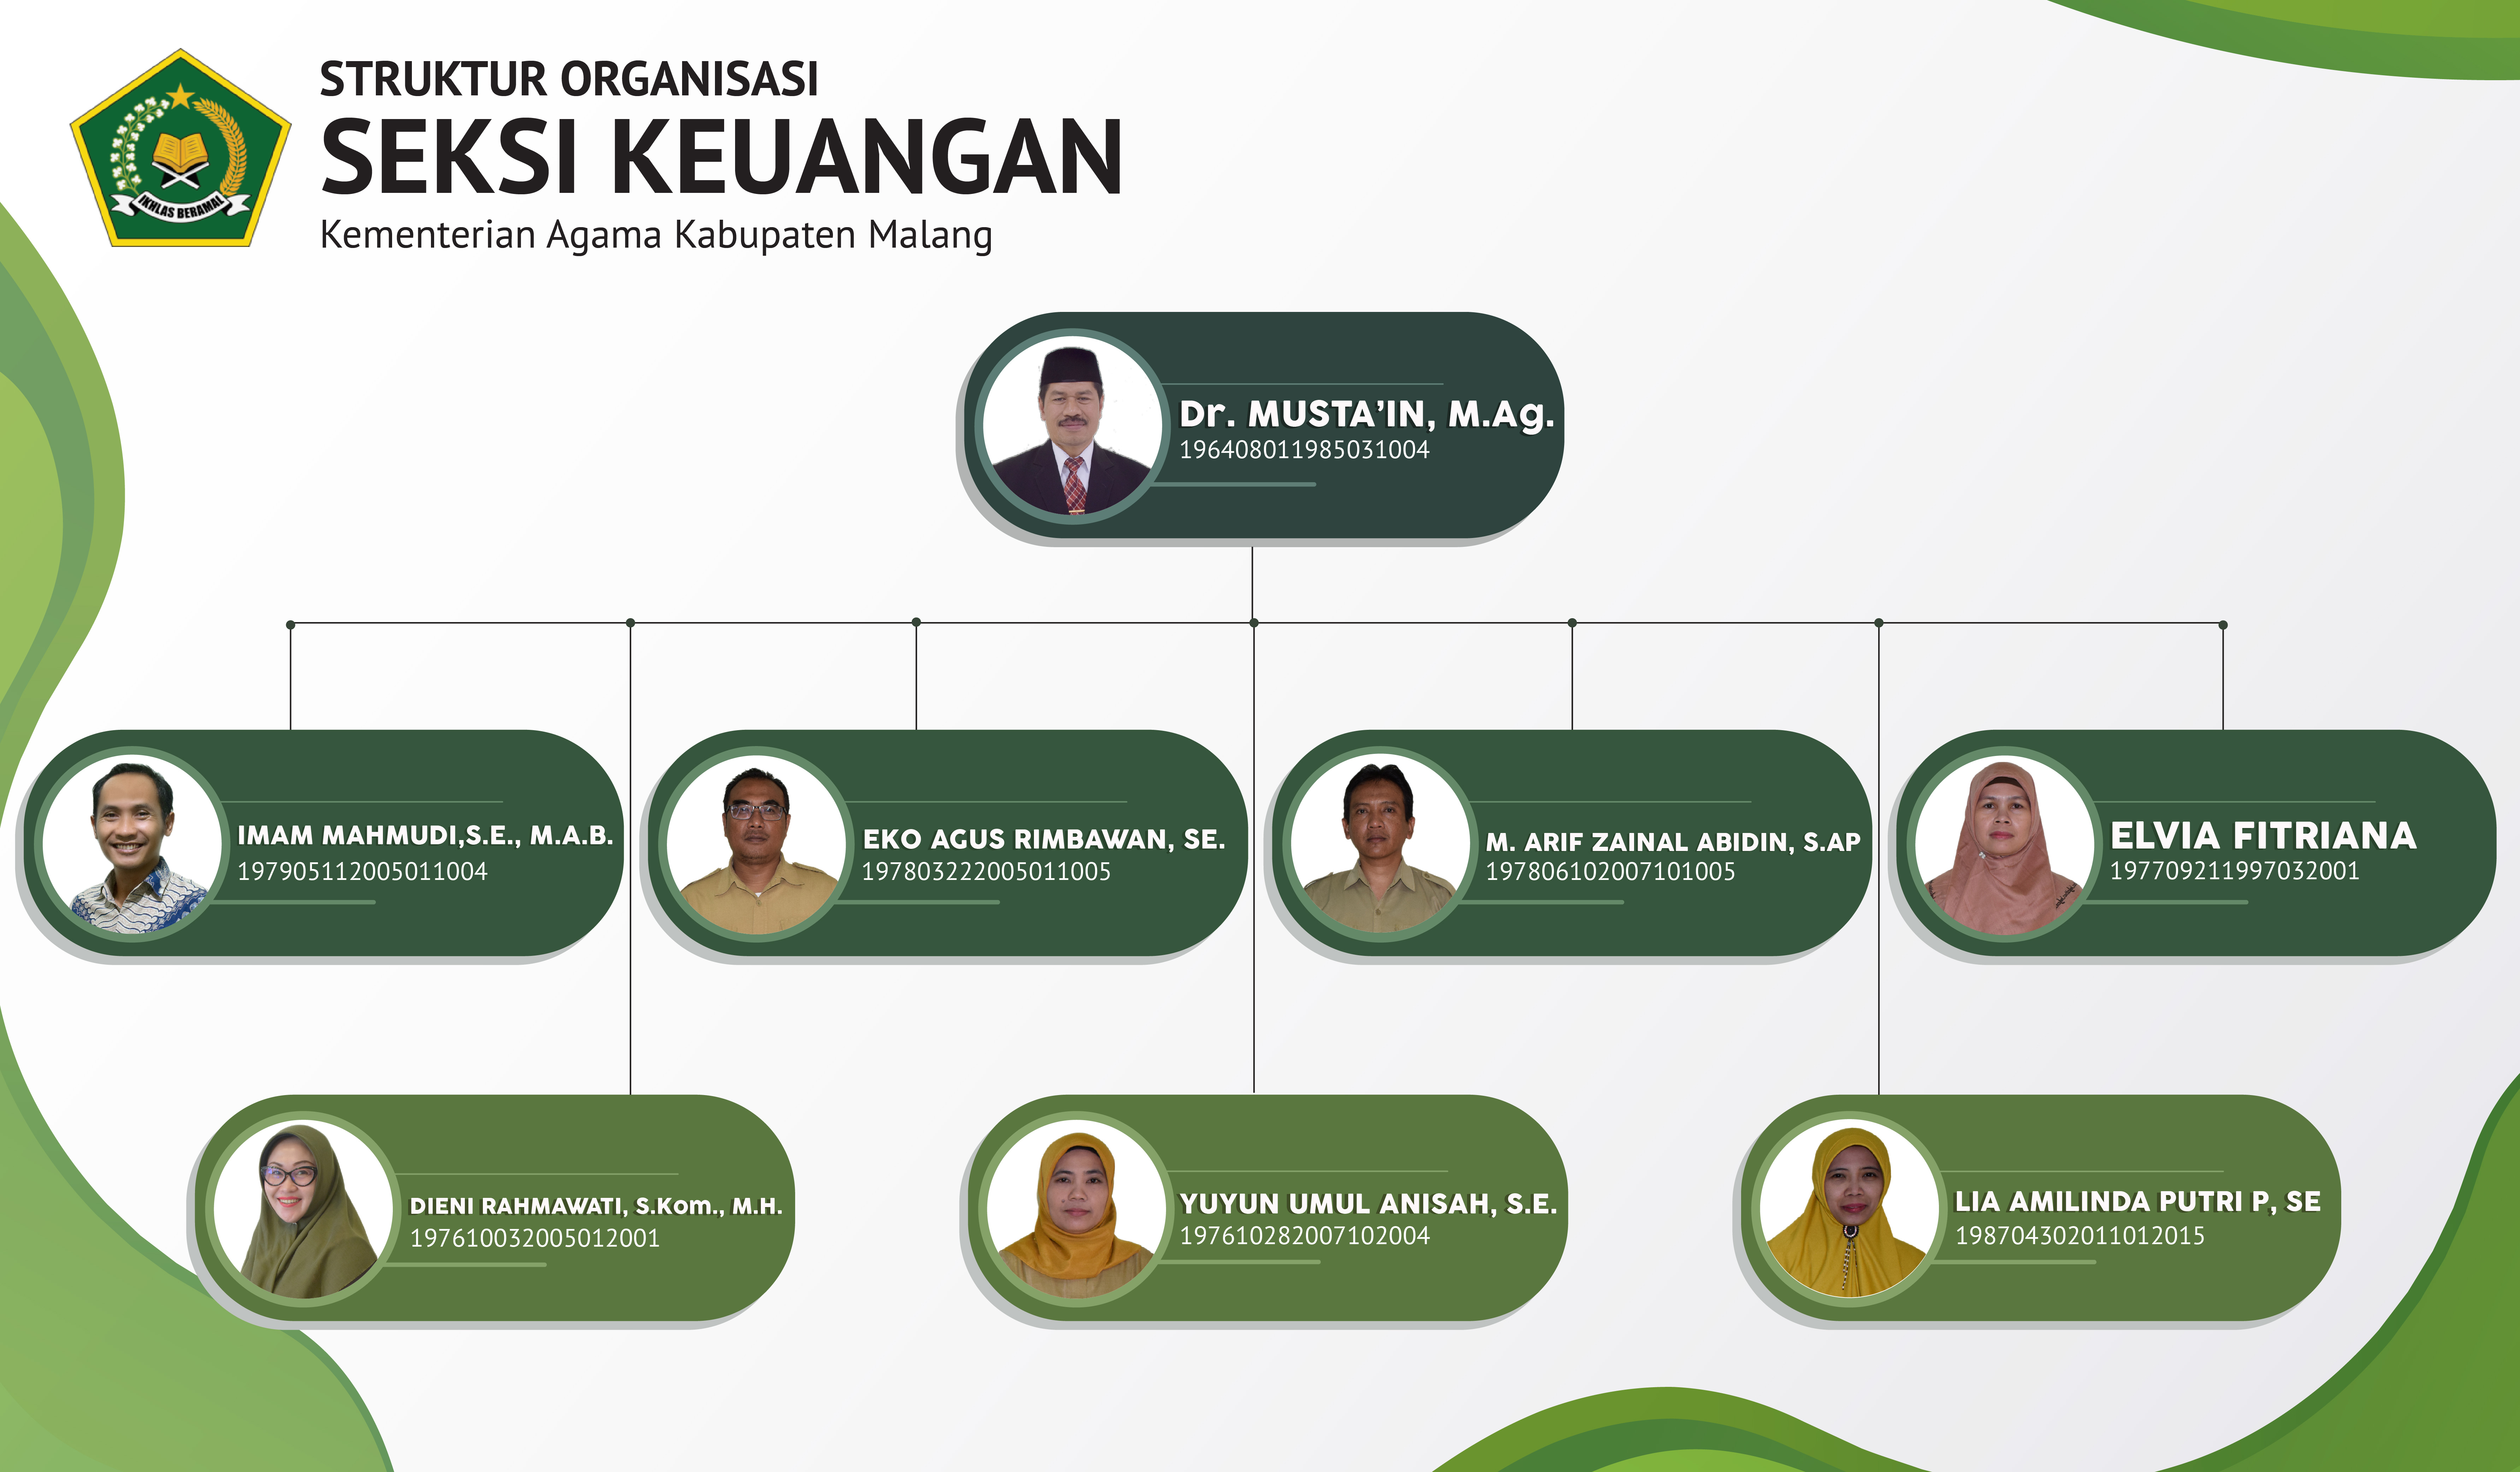 STRUKTUR ORGANISASI
SEKSI KEUANGAN
Kementerian Agama Kabupaten Malang
IKHLAS BERAMAL
Dr. MUSTA’IN, M.Ag.
196408011985031004
IMAM MAHMUDI,S.E., M.A.B.
197905112005011004
EKO AGUS RIMBAWAN, SE.
197803222005011005
M. ARIF ZAINAL ABIDIN, S.AP
197806102007101005
ELVIA FITRIANA
197709211997032001
DIENI RAHMAWATI, S.Kom., M.H.
197610032005012001
YUYUN UMUL ANISAH, S.E.
197610282007102004
LIA AMILINDA PUTRI P, SE
198704302011012015